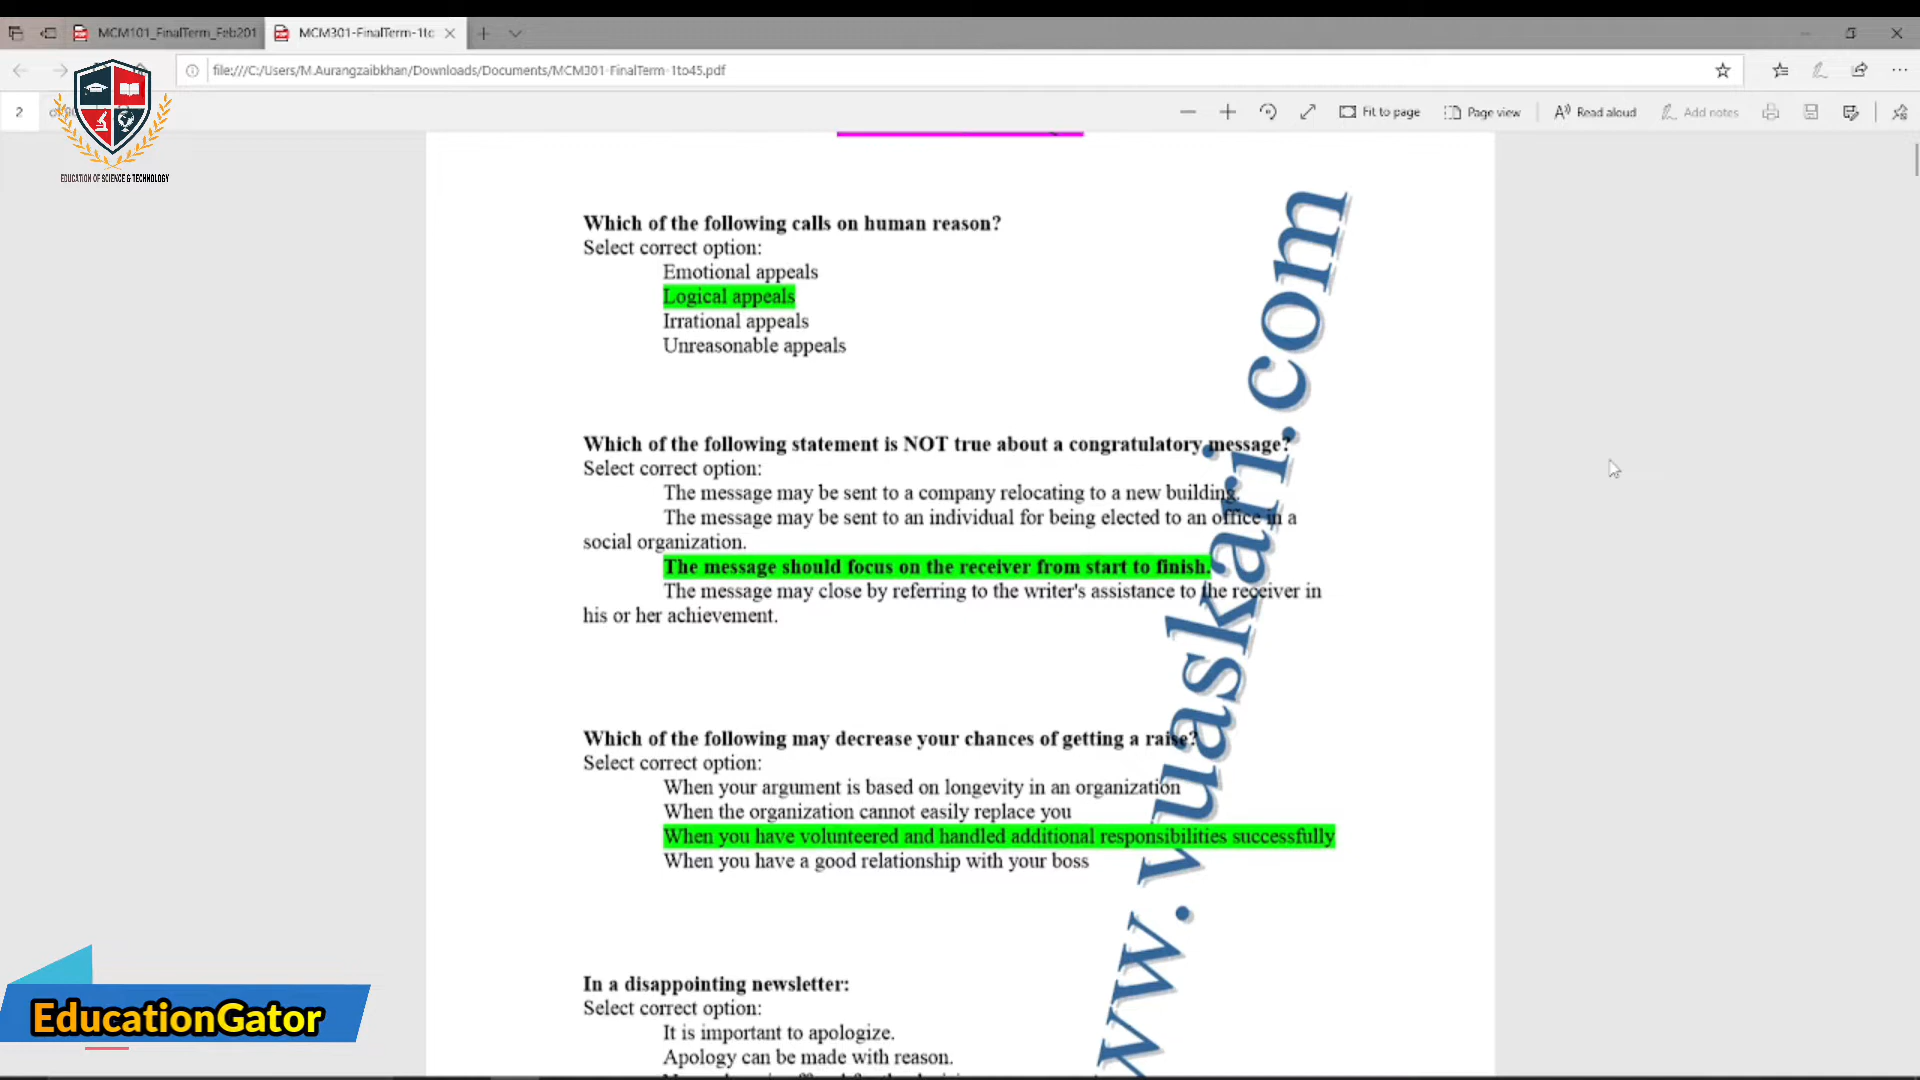 MCM101_FinalTerm_Feb201
MCM301-FinalTerm-1to
file:///C:/Users/M.Aurangzaibkhan/Downloads/Documents/MCM301-FinalTerm-1to45.pdf
2
Fit to page
Page view
Read aloud
Add notes
EDUCATION OF SCIENCE & TECHNOLOGY
Which of the following calls on human reason?
Select correct option:
Emotional appeals
Logical appeals
Irrational appeals
Unreasonable appeals
Which of the following statement is NOT true about a congratulatory message?
Select correct option:
The message may be sent to a company relocating to a new building.
The message may be sent to an individual for being elected to an office in a
social organization.
The message should focus on the receiver from start to finish.
The message may close by referring to the writer's assistance to the receiver in
his or her achievement.
Which of the following may decrease your chances of getting a raise?
Select correct option:
When your argument is based on longevity in an organization
When the organization cannot easily replace you
When you have volunteered and handled additional responsibilities successfully
When you have a good relationship with your boss
In a disappointing newsletter:
Select correct option:
It is important to apologize.
Apology can be made with reason.
ww.vuaskari.com
EducationGator